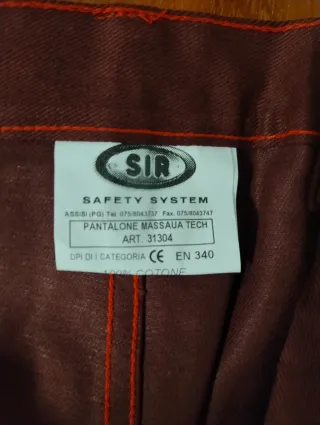 SIR
SAFETY SYSTEM
ASSISI (PG) Tel. 075/8043737 Fax. 075/8043747
PANTALONE MASSAUA TECH
ART. 31304
DPI DI I CATEGORIA CE EN 340
100% COTONE